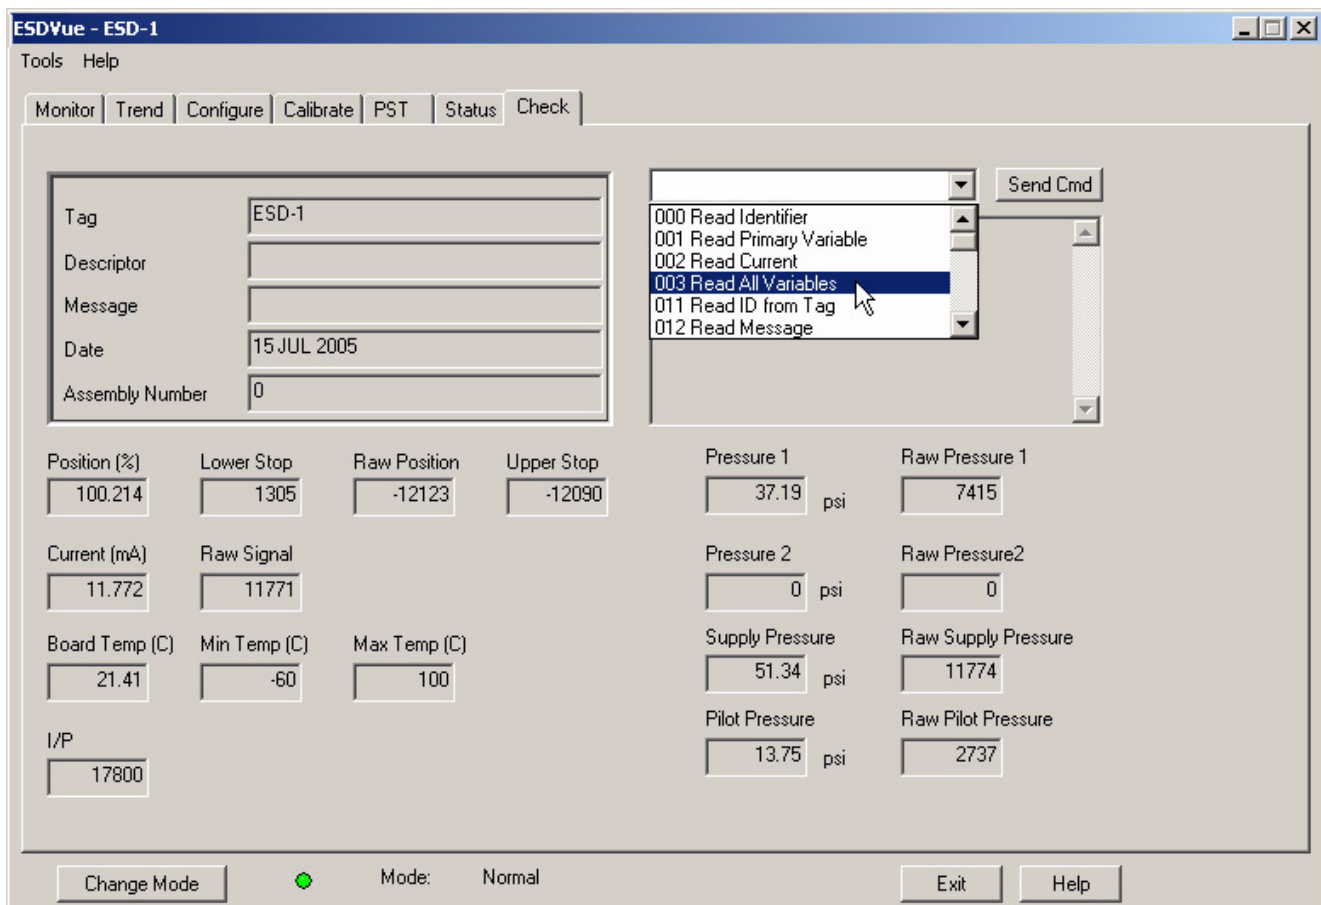 ESDVue - ESD-1
Tools Help
Monitor Trend Configure Calibrate PST Status Check
Tag ESD-1
Descriptor
Message
Date 15 JUL 2005
Assembly Number 0
Send Cmd
000 Read Identifier
001 Read Primary Variable
002 Read Current
003 Read All Variables
011 Read ID from Tag
012 Read Message
Position (%) Lower Stop Raw Position Upper Stop
100.214 1305 -12123 -12090
Current (mA) Raw Signal
11.772 11771
Board Temp (C) Min Temp (C) Max Temp (C)
21.41 -60 100
I/P
17800
Pressure 1 Raw Pressure 1
37.19 psi 7415
Pressure 2 Raw Pressure2
0 psi 0
Supply Pressure Raw Supply Pressure
51.34 psi 11774
Pilot Pressure Raw Pilot Pressure
13.75 psi 2737
Change Mode Mode: Normal Exit Help